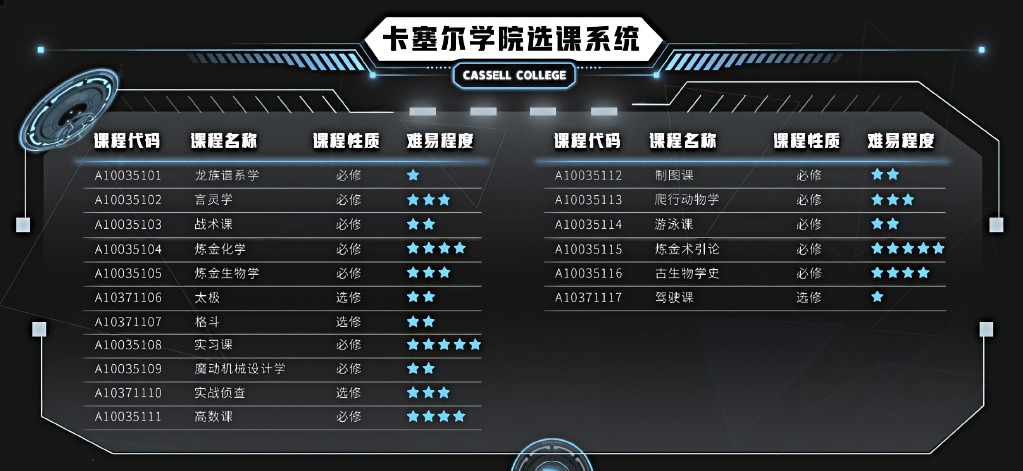 卡塞尔学院选课系统
CASSELL COLLEGE
课程代码 课程名称 课程性质 难易程度
A10035101 龙族谱系学 必修 ★
A10035102 言灵学 必修 ★★★
A10035103 战术课 必修 ★★
A10035104 炼金化学 必修 ★★★★
A10035105 炼金生物学 必修 ★★★
A10371106 太极 选修 ★★
A10371107 格斗 选修 ★★
A10035108 实习课 必修 ★★★★★
A10035109 魔动机械设计学 必修 ★★
A10371110 实战侦查 选修 ★★★
A10035111 高数课 必修 ★★★★
课程代码 课程名称 课程性质 难易程度
A10035112 制图课 必修 ★★
A10035113 爬行动物学 必修 ★★★
A10035114 游泳课 必修 ★★
A10035115 炼金术引论 必修 ★★★★★
A10035116 古生物学史 必修 ★★★★
A10371117 驾驶课 选修 ★